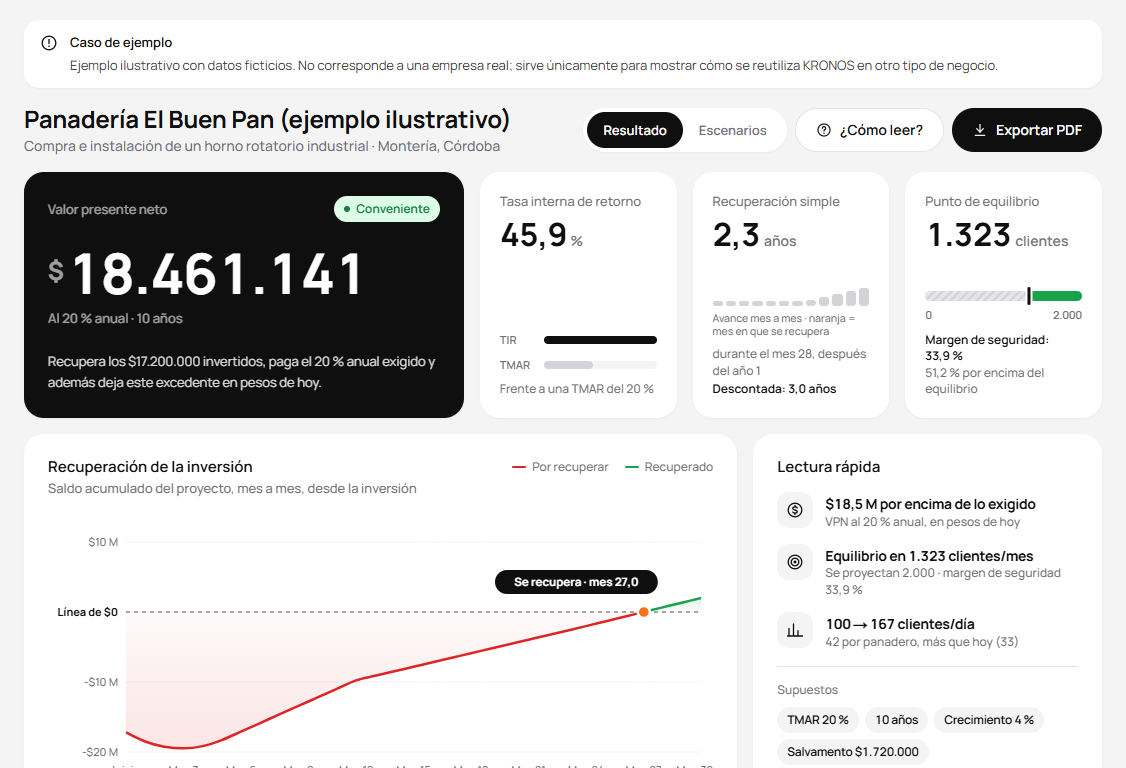 Caso de ejemplo
Ejemplo ilustrativo con datos ficticios. No corresponde a una empresa real; sirve únicamente para mostrar cómo se reutiliza KRONOS en otro tipo de negocio.
Panadería El Buen Pan (ejemplo ilustrativo)
Compra e instalación de un horno rotatorio industrial · Montería, Córdoba
Resultado
Escenarios
¿Cómo leer?
Exportar PDF
Valor presente neto
Conveniente
$18.461.141
Al 20 % anual · 10 años
Recupera los $17.200.000 invertidos, paga el 20 % anual exigido y
además deja este excedente en pesos de hoy.
Tasa interna de retorno
45,9 %
TIR
TMAR
Frente a una TMAR del 20 %
Recuperación simple
2,3 años
Avance mes a mes · naranja =
mes en que se recupera
durante el mes 28, después
del año 1
Descontada: 3,0 años
Punto de equilibrio
1.323 clientes
0
2.000
Margen de seguridad:
33,9 %
51,2 % por encima del
equilibrio
Recuperación de la inversión
Saldo acumulado del proyecto, mes a mes, desde la inversión
Por recuperar
Recuperado
$10 M
Se recupera · mes 27,0
Línea de $0
-$10 M
-$20 M
Lectura rápida
$18,5 M por encima de lo exigido
VPN al 20 % anual, en pesos de hoy
Equilibrio en 1.323 clientes/mes
Se proyectan 2.000 · margen de seguridad
33,9 %
100 → 167 clientes/día
42 por panadero, más que hoy (33)
Supuestos
TMAR 20 %
10 años
Crecimiento 4 %
Salvamento $1.720.000